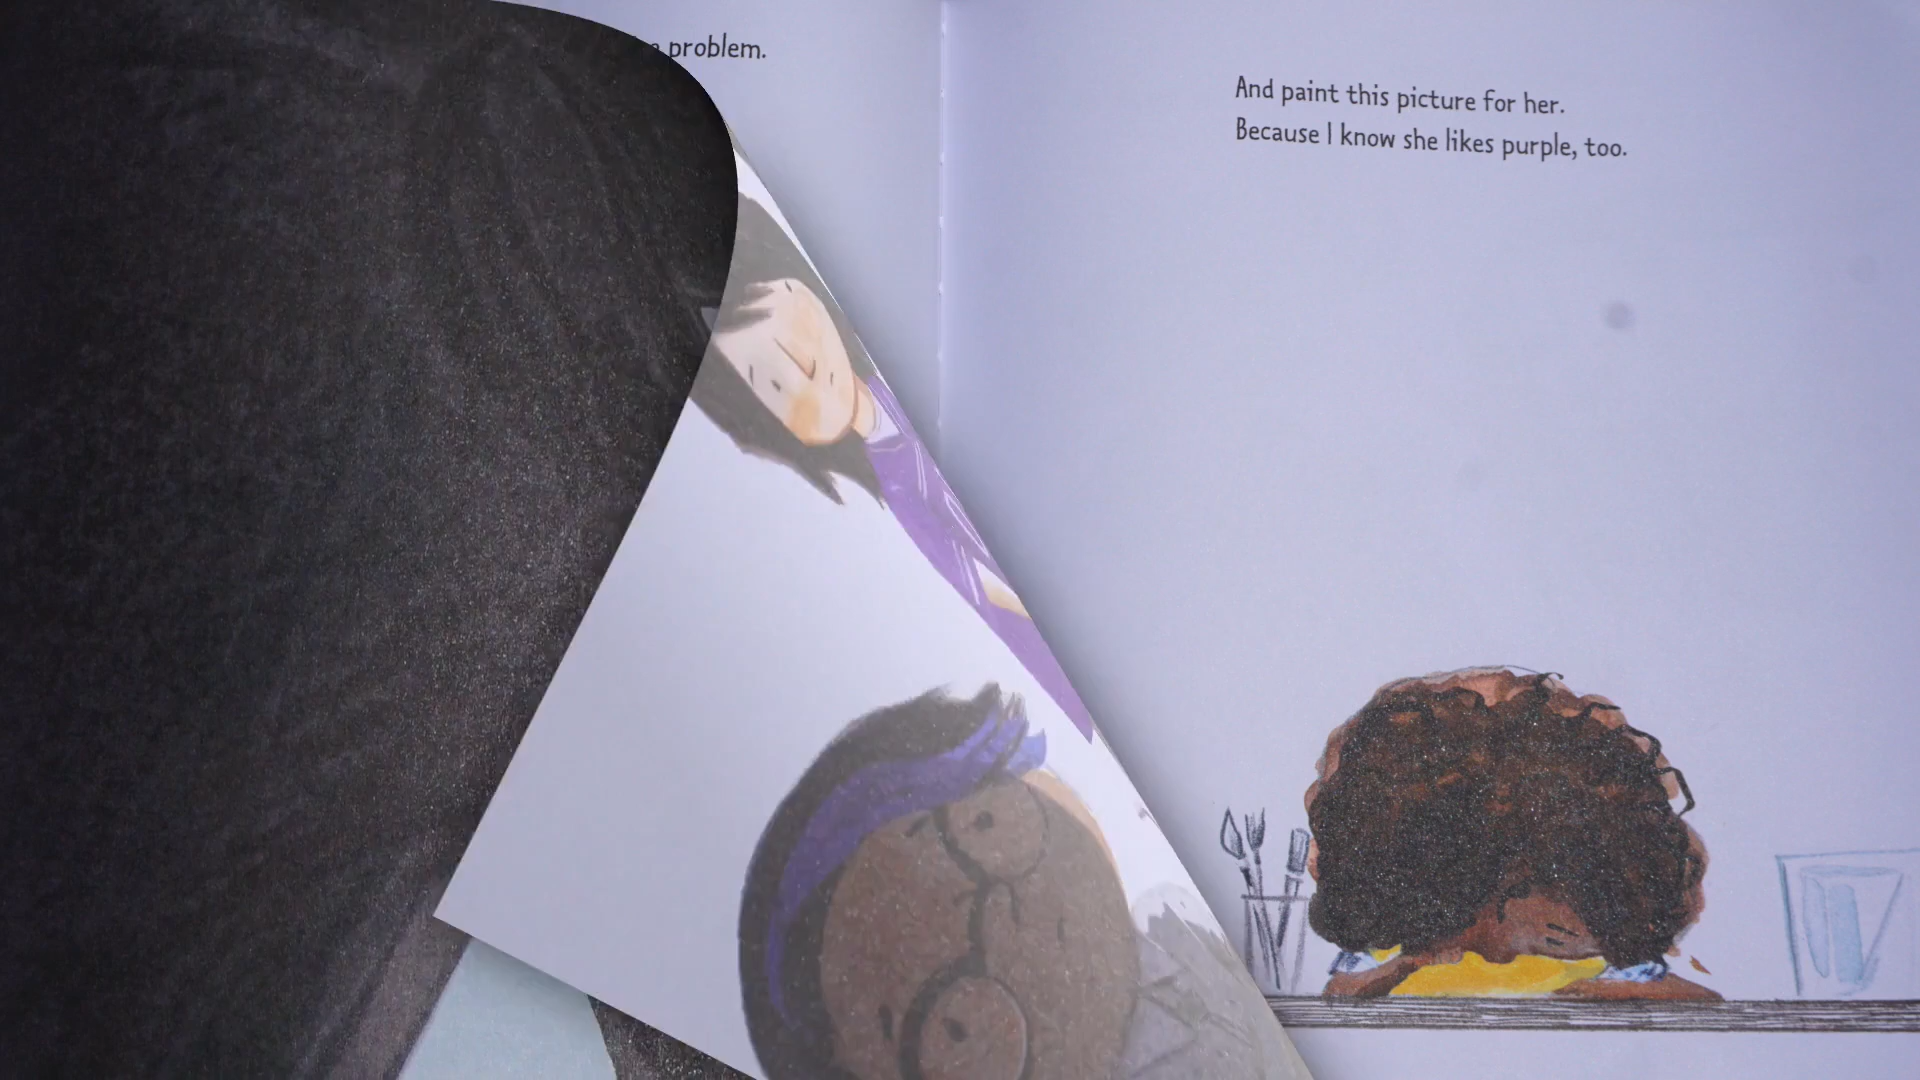 problem.
And paint this picture for her.
Because I know she likes purple, too.